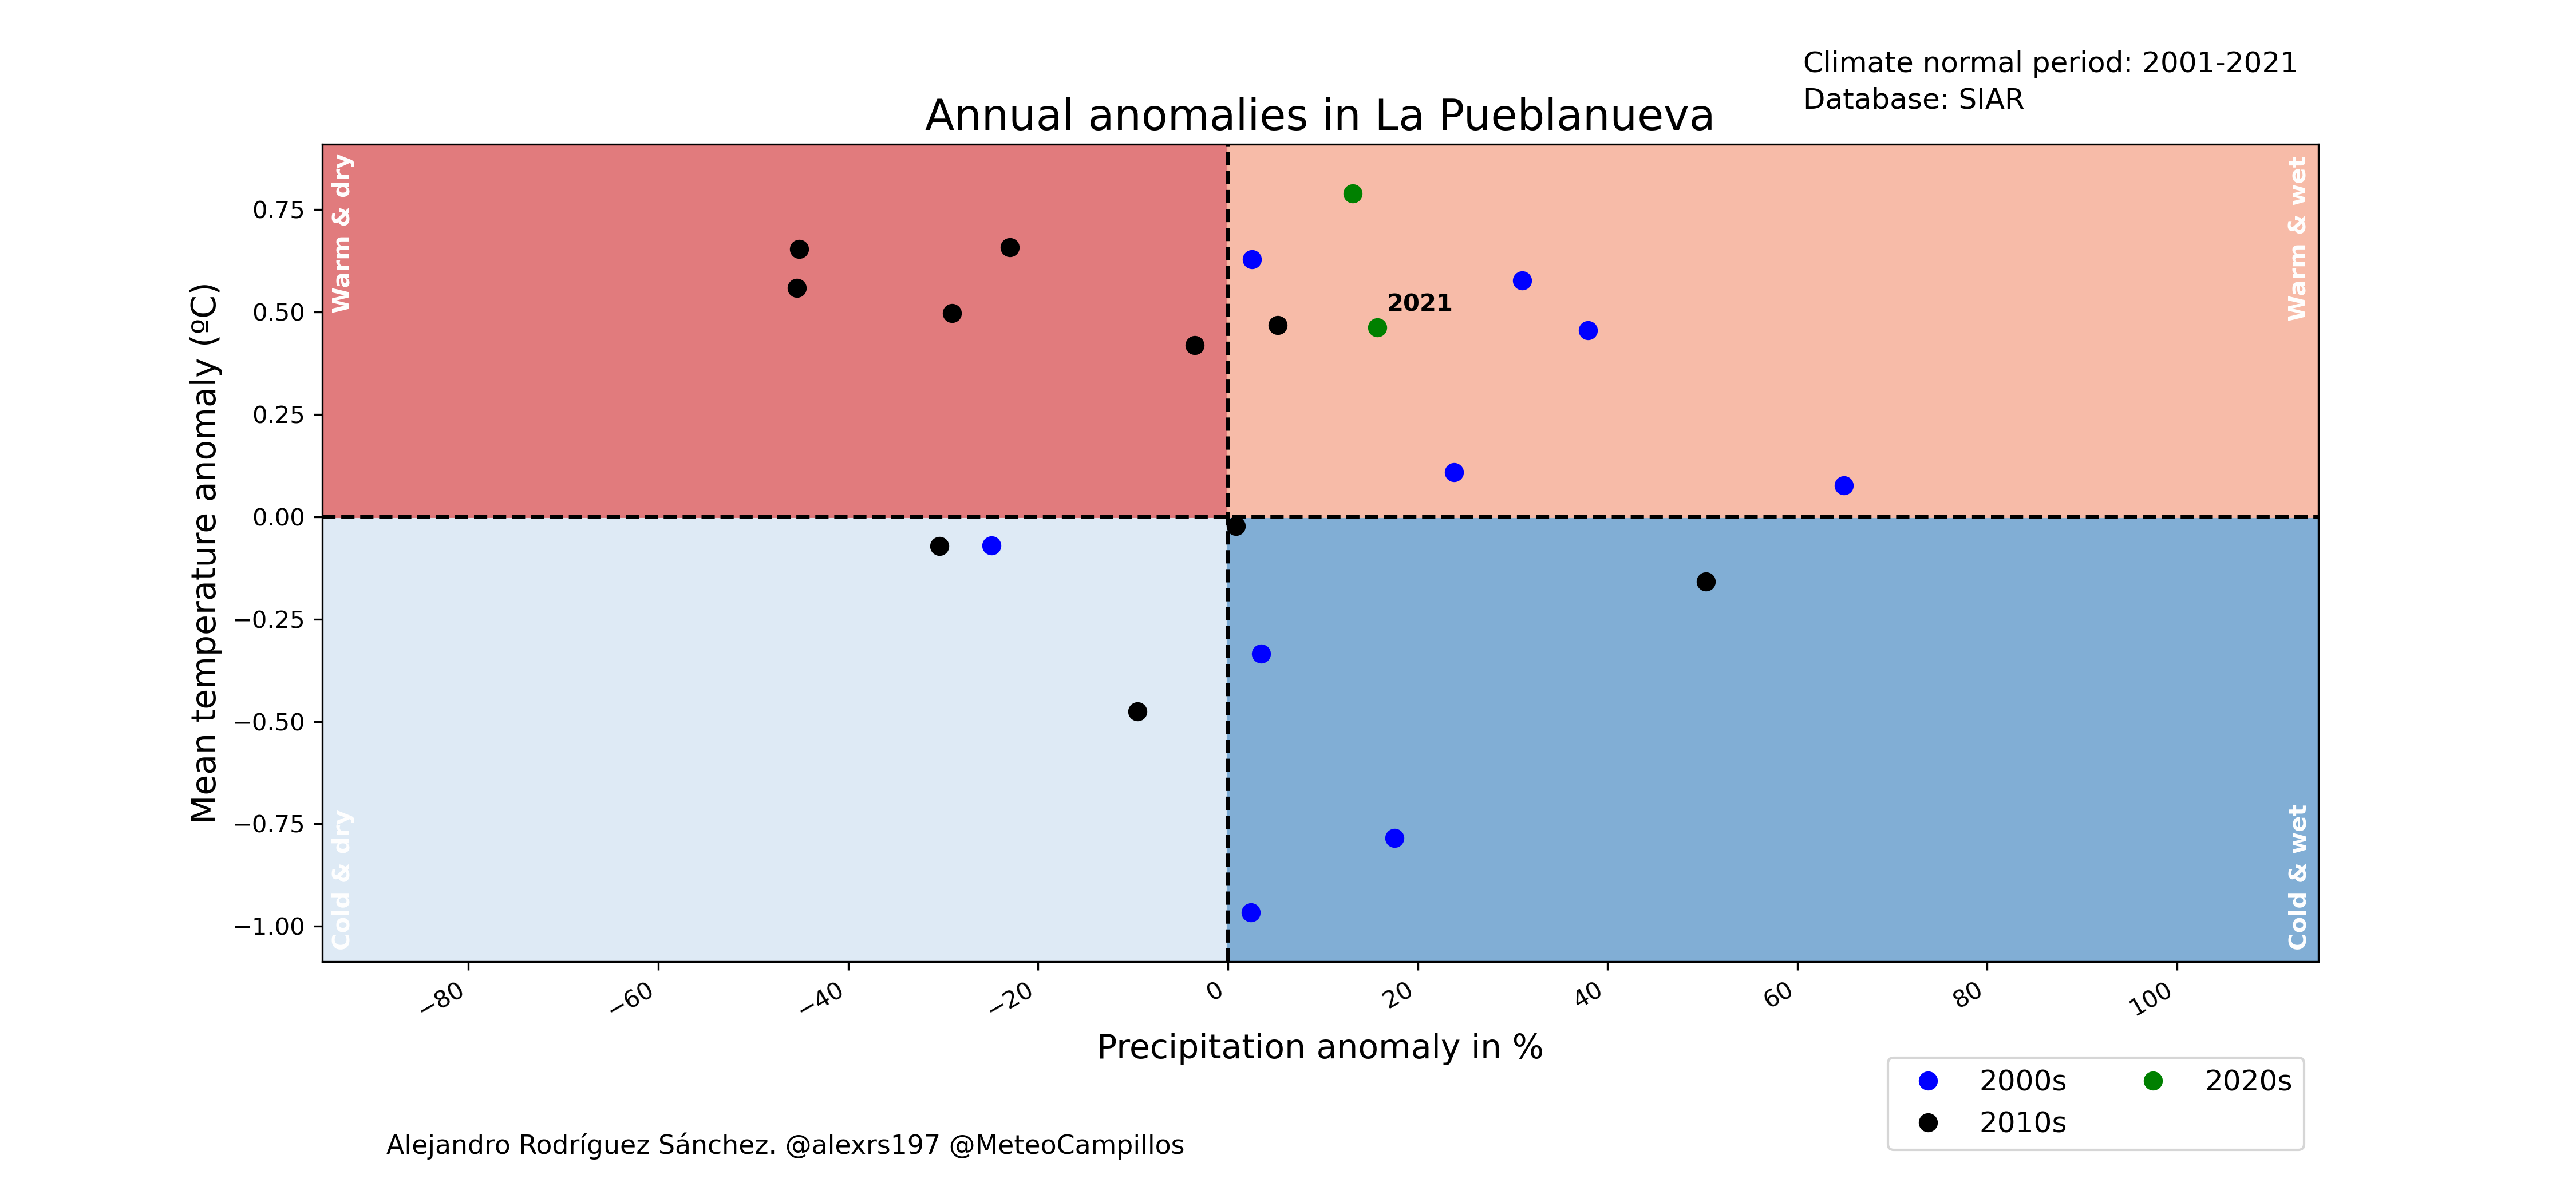 Climate normal period: 2001-2021
Database: SIAR
Annual anomalies in La Pueblanueva
Warm & dry
Warm & wet
2021
Cold & dry
Cold & wet
Mean temperature anomaly (ºC)
0.75
0.50
0.25
0.00
−0.25
−0.50
−0.75
−1.00
−80
−60
−40
−20
0
20
40
60
80
100
Precipitation anomaly in %
2000s
2010s
2020s
Alejandro Rodríguez Sánchez. @alexrs197 @MeteoCampillos